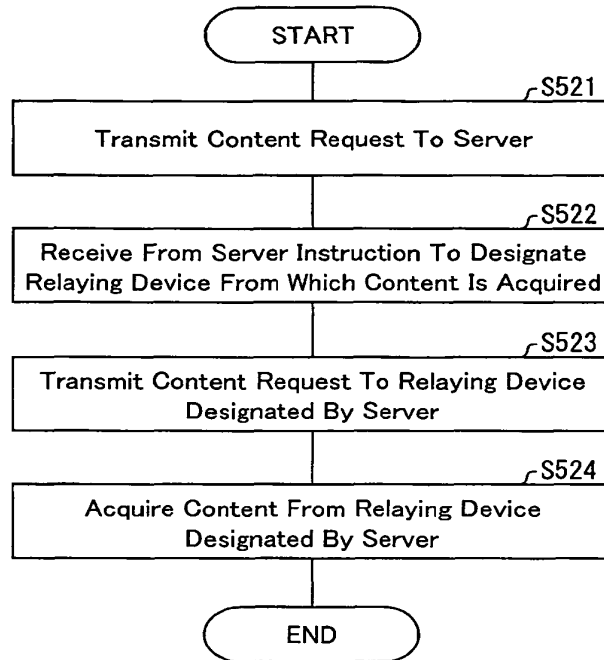 START
S521
Transmit Content Request To Server
S522
Receive From Server Instruction To Designate
Relaying Device From Which Content Is Acquired
S523
Transmit Content Request To Relaying Device
Designated By Server
S524
Acquire Content From Relaying Device
Designated By Server
END